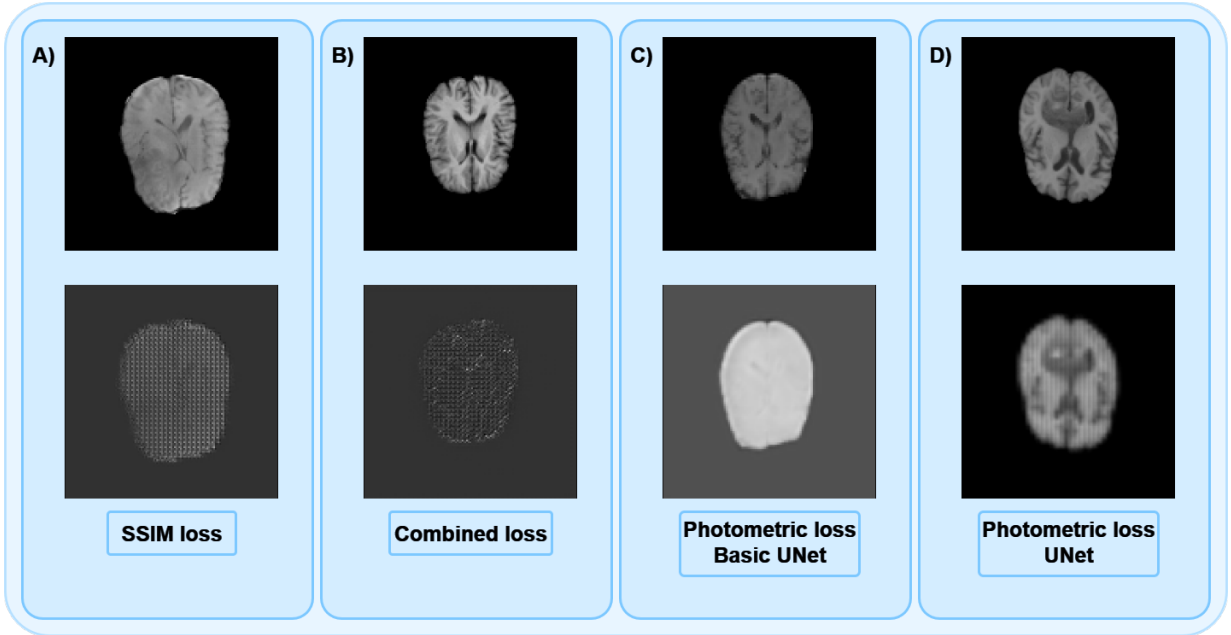 A)
B)
C)
D)
SSIM loss
Combined loss
Photometric loss
Basic UNet
Photometric loss
UNet